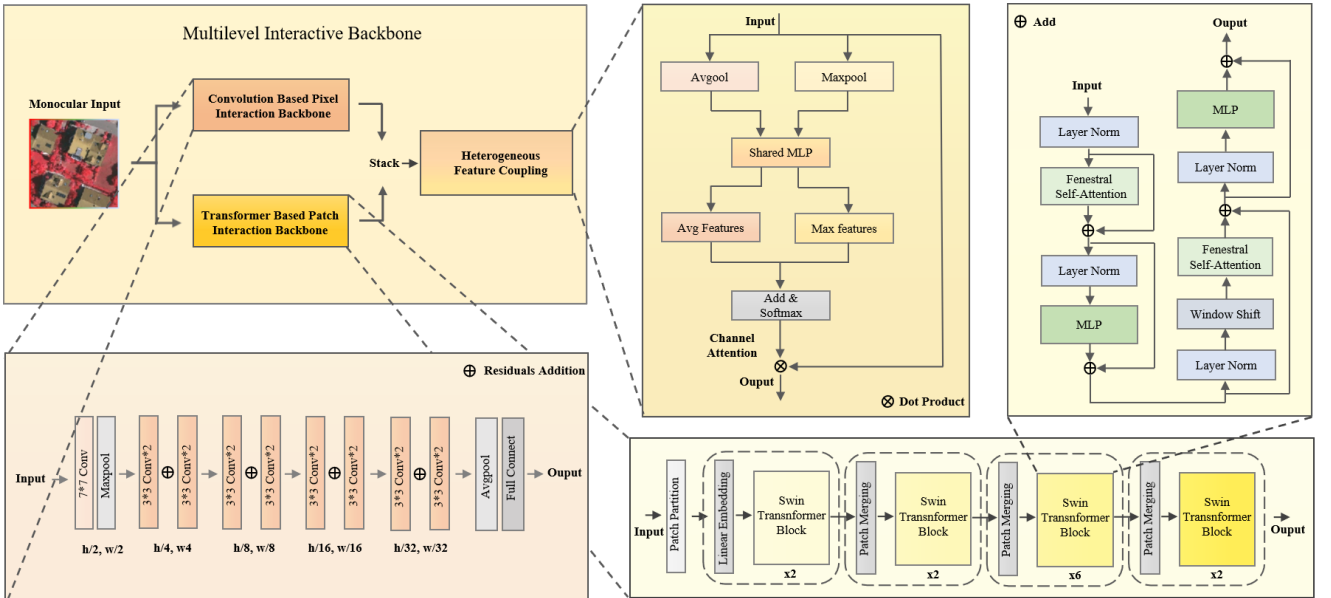 Multilevel Interactive Backbone
Monocular Input
Convolution Based Pixel
Interaction Backbone
Transformer Based Patch
Interaction Backbone
Stack
Heterogeneous
Feature Coupling
Input
Avgool
Maxpool
Shared MLP
Avg Features
Max features
Add &
Softmax
Channel
Attention
Ouput
Dot Product
Add
Input
Layer Norm
Fenestral
Self-Attention
Layer Norm
MLP
Ouput
MLP
Layer Norm
Fenestral
Self-Attention
Window Shift
Layer Norm
Residuals Addition
Input
7*7 Conv
Maxpool
3*3 Conv*2
3*3 Conv*2
3*3 Conv*2
3*3 Conv*2
3*3 Conv*2
3*3 Conv*2
3*3 Conv*2
3*3 Conv*2
Avgpool
Full Connect
Ouput
h/2, w/2
h/4, w4
h/8, w/8
h/16, w/16
h/32, w/32
Input
Patch Partition
Linear Embedding
Swin
Transnformer
Block
x2
Patch Merging
Swin
Transnformer
Block
x2
Patch Merging
Swin
Transnformer
Block
x6
Patch Merging
Swin
Transnformer
Block
x2
Ouput